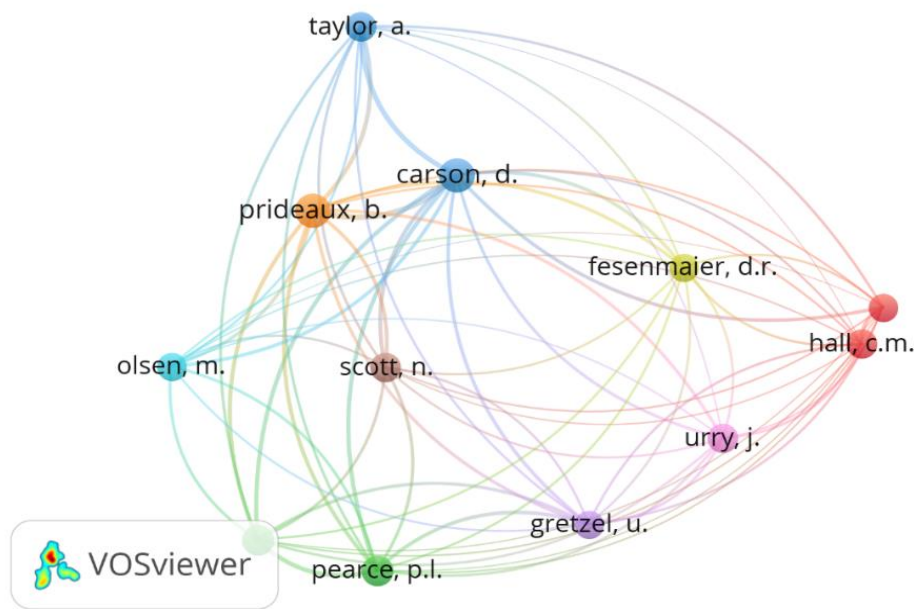 taylor, a.
carson, d.
prideaux, b.
fesenmaier, d.r.
hall, c.m.
olsen, m.
scott, n.
urry, j.
gretzel, u.
VOSviewer
pearce, p.l.